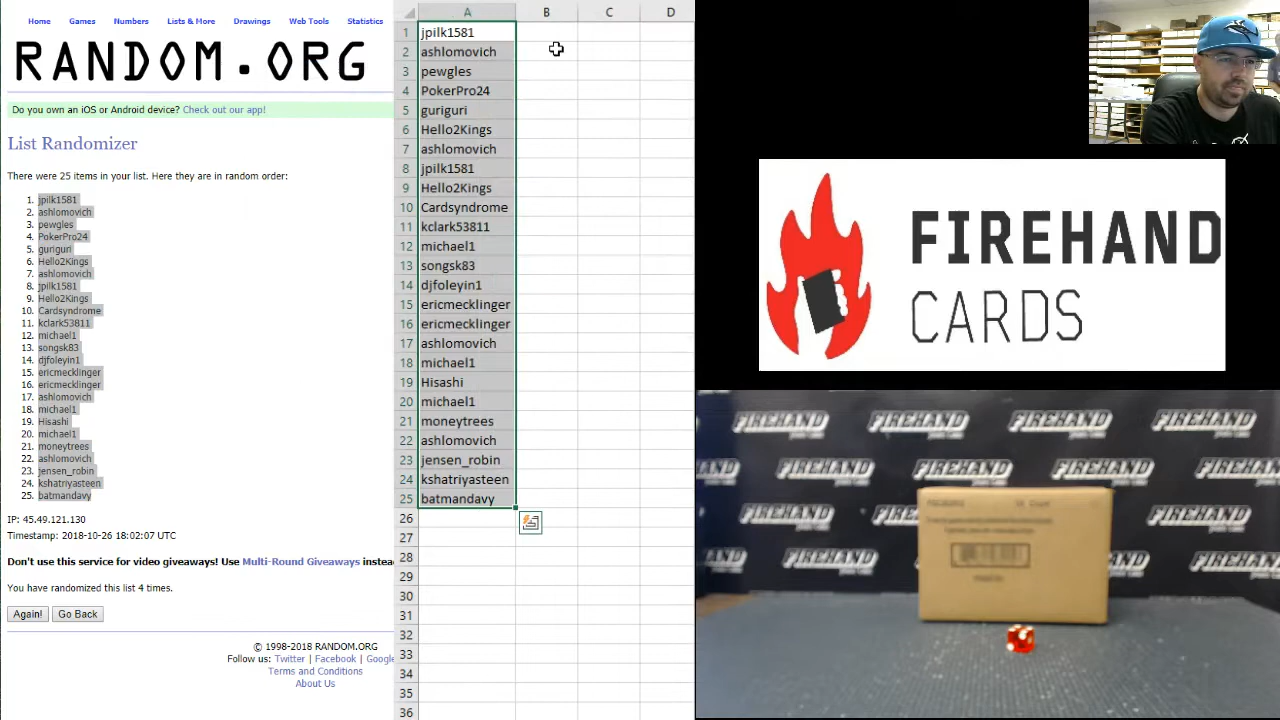 Home Games Numbers Lists & More Drawings Web Tools Statistics
RANDOM.ORG
Do you own an iOS or Android device? Check out our app!
List Randomizer
There were 25 items in your list. Here they are in random order:
1. jpilk1581
2. ashlomovich
3. pewgles
4. PokerPro24
5. guriguri
6. Hello2Kings
7. ashlomovich
8. jpilk1581
9. Hello2Kings
10. Cardsyndrome
11. kclark53811
12. michael1
13. songsk83
14. djfoleyin1
15. ericmecklinger
16. ericmecklinger
17. ashlomovich
18. michael1
19. Hisashi
20. michael1
21. moneytrees
22. ashlomovich
23. jensen_robin
24. kshatriyasteen
25. batmandavy
IP: 45.49.121.130
Timestamp: 2018-10-26 18:02:07 UTC
Don't use this service for video giveaways! Use Multi-Round Giveaways instea
You have randomized this list 4 times.
Again! Go Back
© 1998-2018 RANDOM.ORG
Follow us: Twitter | Facebook | Google
Terms and Conditions
About Us
A B C D
1 jpilk1581
2 ashlomovich
3 pewgles
4 PokerPro24
5 guriguri
6 Hello2Kings
7 ashlomovich
8 jpilk1581
9 Hello2Kings
10 Cardsyndrome
11 kclark53811
12 michael1
13 songsk83
14 djfoleyin1
15 ericmecklinger
16 ericmecklinger
17 ashlomovich
18 michael1
19 Hisashi
20 michael1
21 moneytrees
22 ashlomovich
23 jensen_robin
24 kshatriyasteen
25 batmandavy
26
27
28
29
30
31
32
33
34
35
36
FIREHAND
CARDS
FIREHAND FIREHAND FIREHAND FIREHAND
FIREHAND FIREHAND FIREHAND